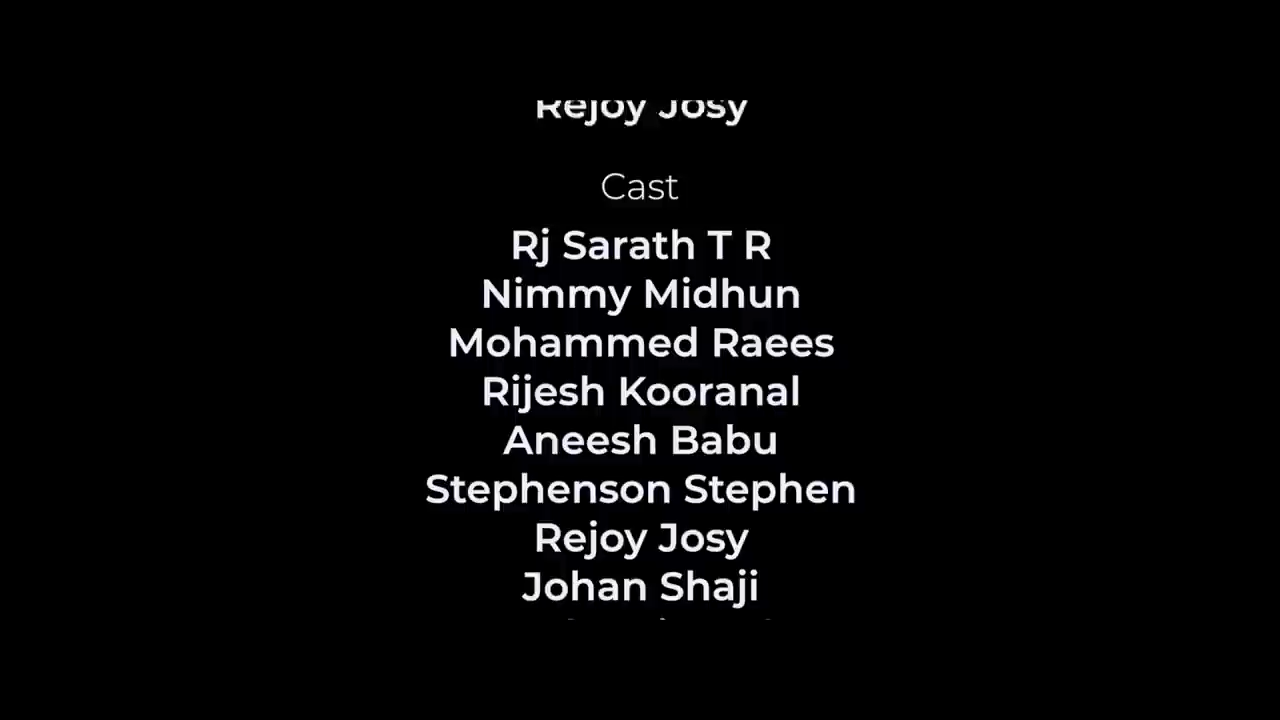 Rejoy Josy
Cast
Rj Sarath T R
Nimmy Midhun
Mohammed Raees
Rijesh Kooranal
Aneesh Babu
Stephenson Stephen
Rejoy Josy
Johan Shaji